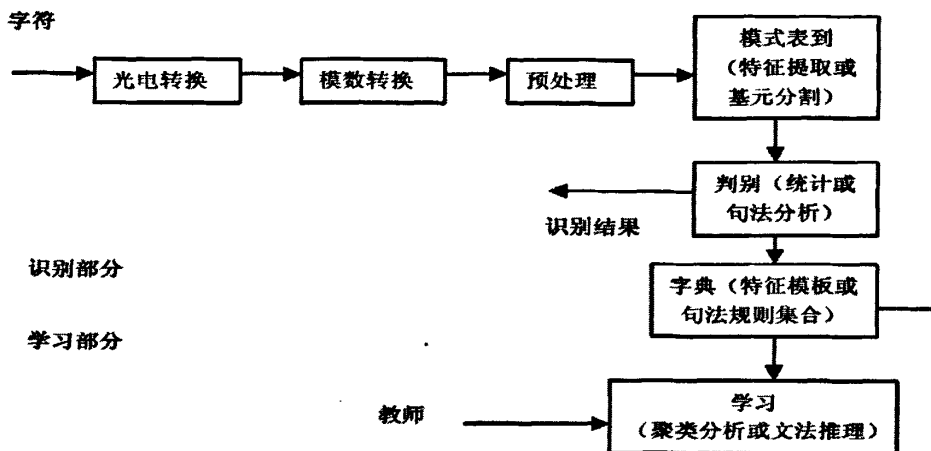 字符
光电转换
模数转换
预处理
模式表到
（特征提取或
基元分割）
判别（统计或
句法分析）
识别结果
识别部分
字典（特征模板或
句法规则集合）
学习部分
教师
学习
（聚类分析或文法推理）